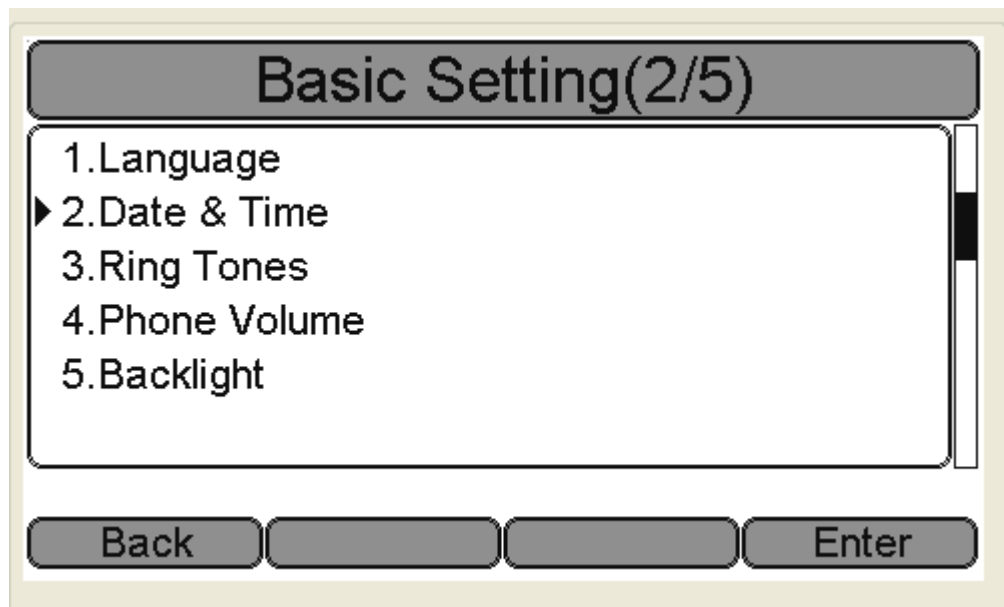 Basic Setting(2/5)
1.Language
2.Date & Time
3.Ring Tones
4.Phone Volume
5.Backlight
Back Enter